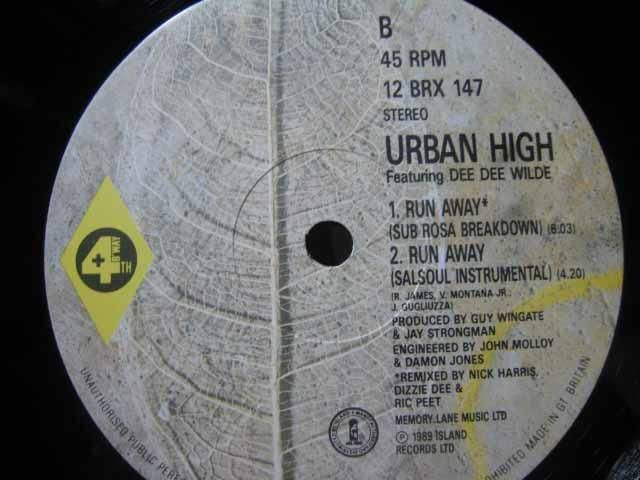 B
45 RPM
12 BRX 147
STEREO
URBAN HIGH
Featuring DEE DEE WILDE
1. RUN AWAY*
(SUB ROSA BREAKDOWN) (6.03)
2. RUN AWAY
(SALSOUL INSTRUMENTAL) (4.20)
(R. JAMES, V. MONTANA JR.,
J. GUGLIUZZA)
PRODUCED BY GUY WINGATE
& JAY STRONGMAN
ENGINEERED BY JOHN MOLLOY
& DAMON JONES
*REMIXED BY NICK HARRIS,
DIZZIE DEE &
RIC PEET
MEMORY LANE MUSIC LTD
Ⓟ 1989 ISLAND
RECORDS LTD
4TH
B'WAY
UNAUTHORISED PUBLIC
MADE IN GT BRITAIN